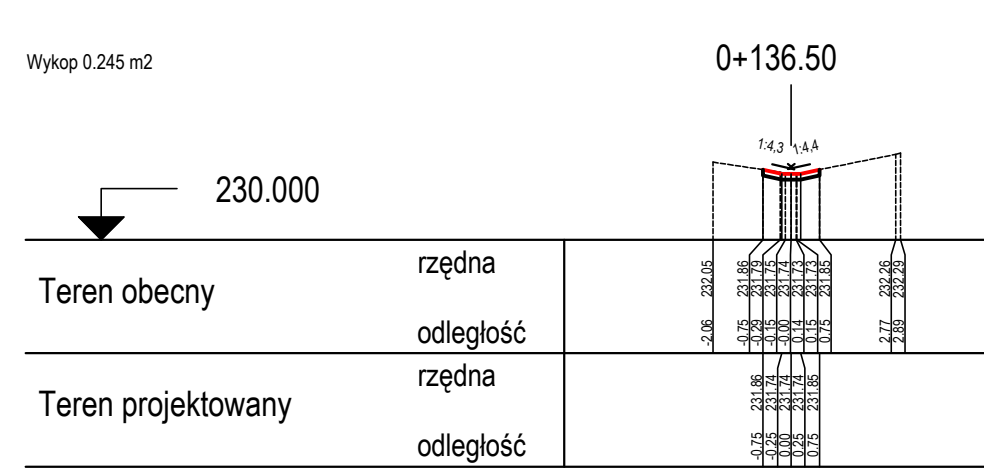 Wykop 0.245 m2
0+136.50
1:4,3 1:4,4
230.000
Teren obecny
rzędna
232.05 231.86 231.79 231.75 231.74 231.73 231.73 231.85 232.26 232.29
odległość
-2.06 -0.75 -0.29 -0.15 -0.00 0.14 0.15 0.75 2.77 2.89
Teren projektowany
rzędna
231.86 231.74 231.74 231.74 231.85
odległość
-0.75 -0.25 0.00 0.25 0.75